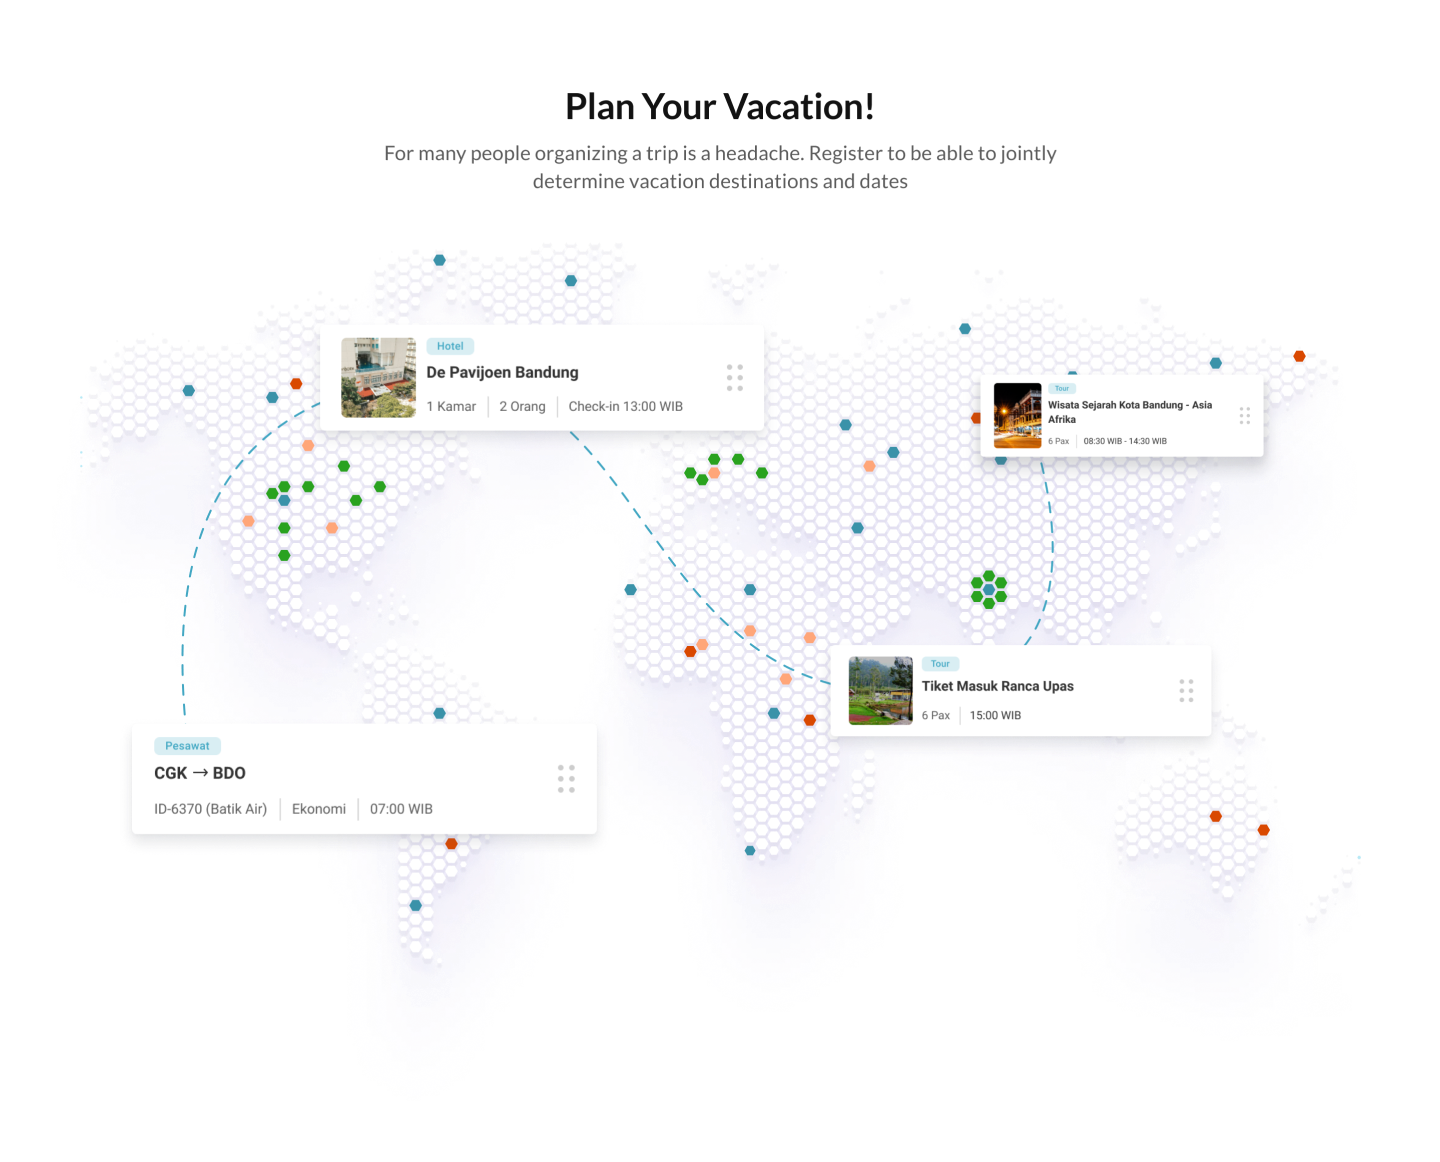 Plan Your Vacation!
For many people organizing a trip is a headache. Register to be able to jointly
determine vacation destinations and dates
Hotel
De Pavijoen Bandung
1 Kamar
2 Orang
Check-in 13:00 WIB
Tour
Wisata Sejarah Kota Bandung - Asia
Afrika
6 Pax
08:30 WIB - 14:30 WIB
Tour
Tiket Masuk Ranca Upas
6 Pax
15:00 WIB
Pesawat
CGK → BDO
ID-6370 (Batik Air)
Ekonomi
07:00 WIB